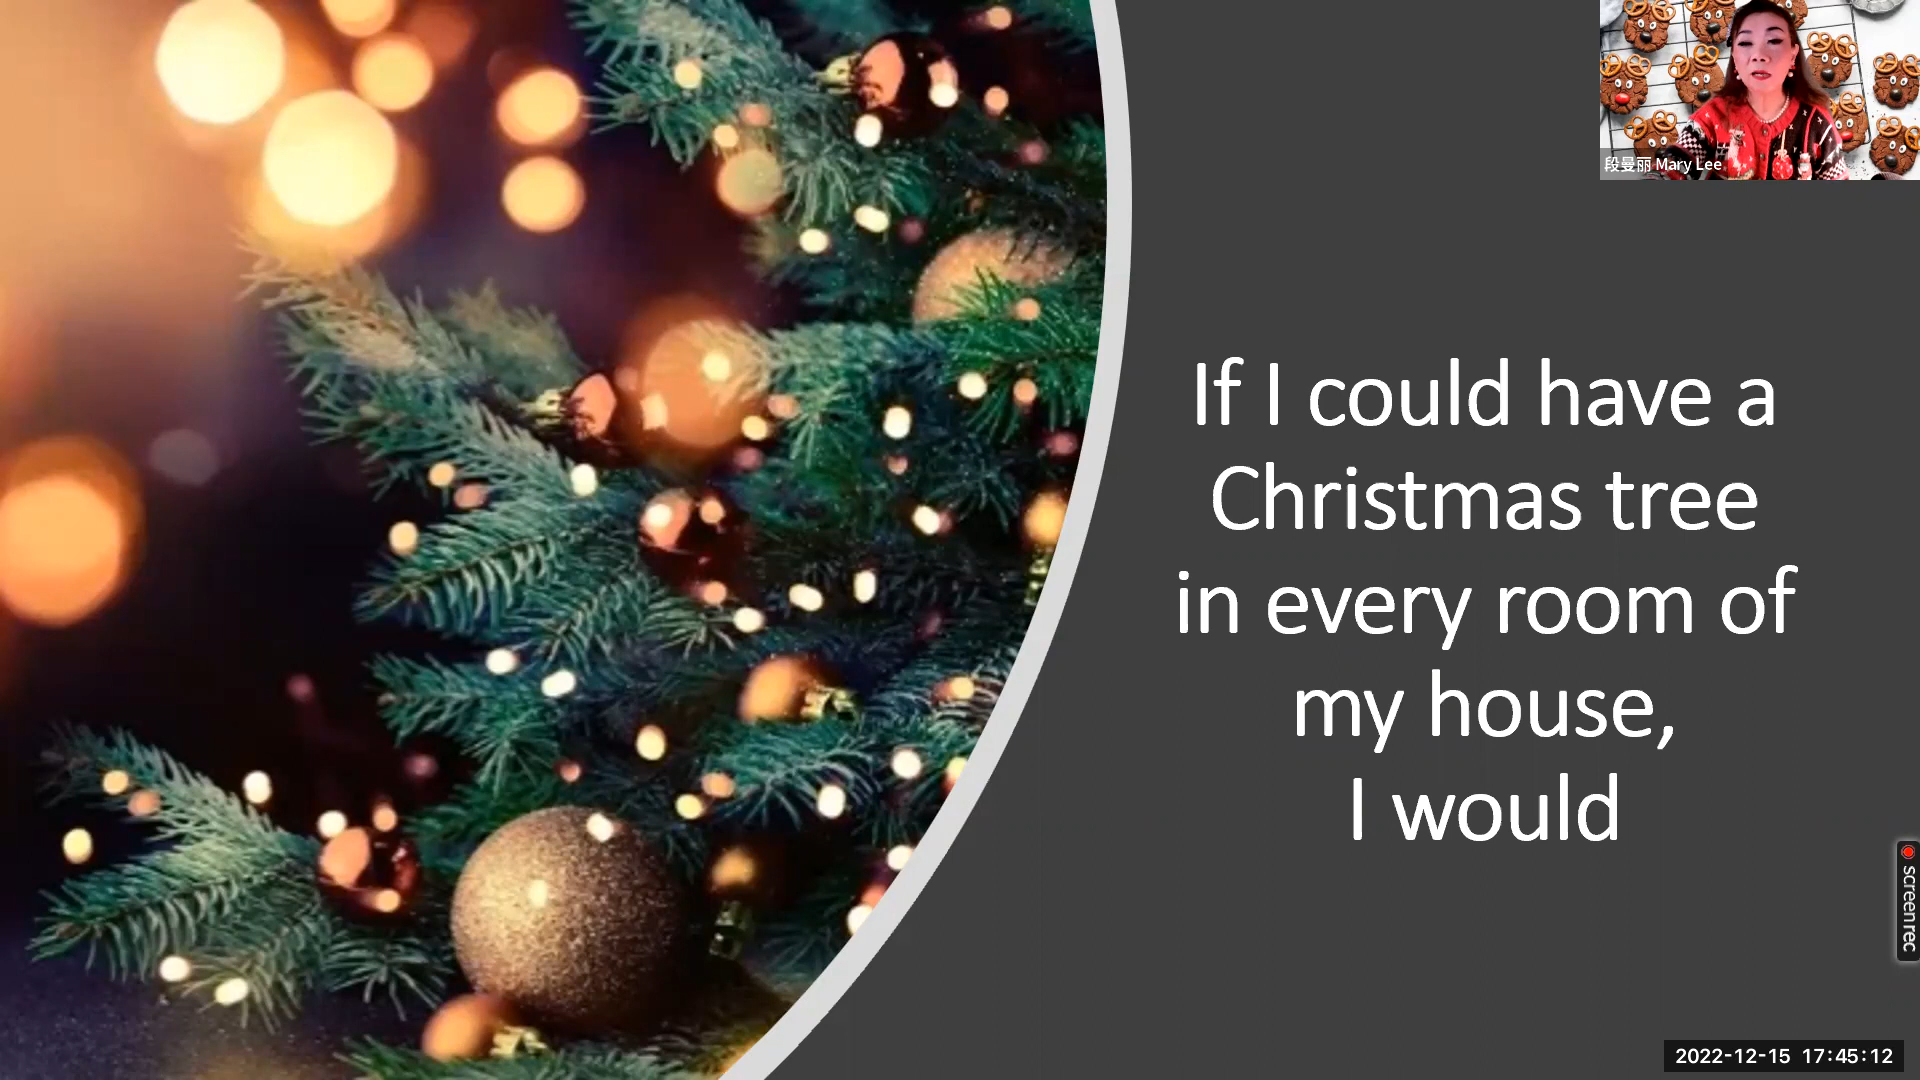 段曼丽 Mary Lee
If I could have a
Christmas tree
in every room of
my house,
I would
screenrec
2022-12-15 17:45:12